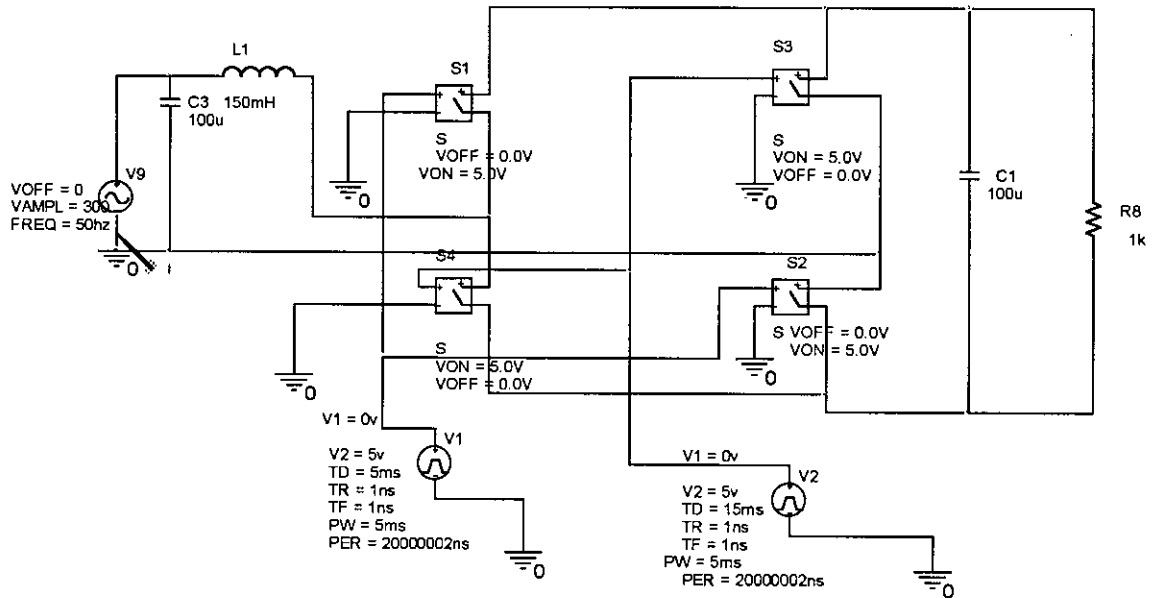 L1
C3 150mH
100u
V9
VOFF = 0
VAMPL = 300
FREQ = 50hz
0
I
S1
S
VOFF = 0.0V
VON = 5.0V
0
S3
S
VON = 5.0V
VOFF = 0.0V
0
C1
100u
R8
1k
S4
S
VON = 5.0V
VOFF = 0.0V
0
S2
S VOFF = 0.0V
VON = 5.0V
0
V1 = 0v
V1
V2 = 5v
TD = 5ms
TR = 1ns
TF = 1ns
PW = 5ms
PER = 20000002ns
0
V1 = 0v
V2
V2 = 5v
TD = 15ms
TR = 1ns
TF = 1ns
PW = 5ms
PER = 20000002ns
0